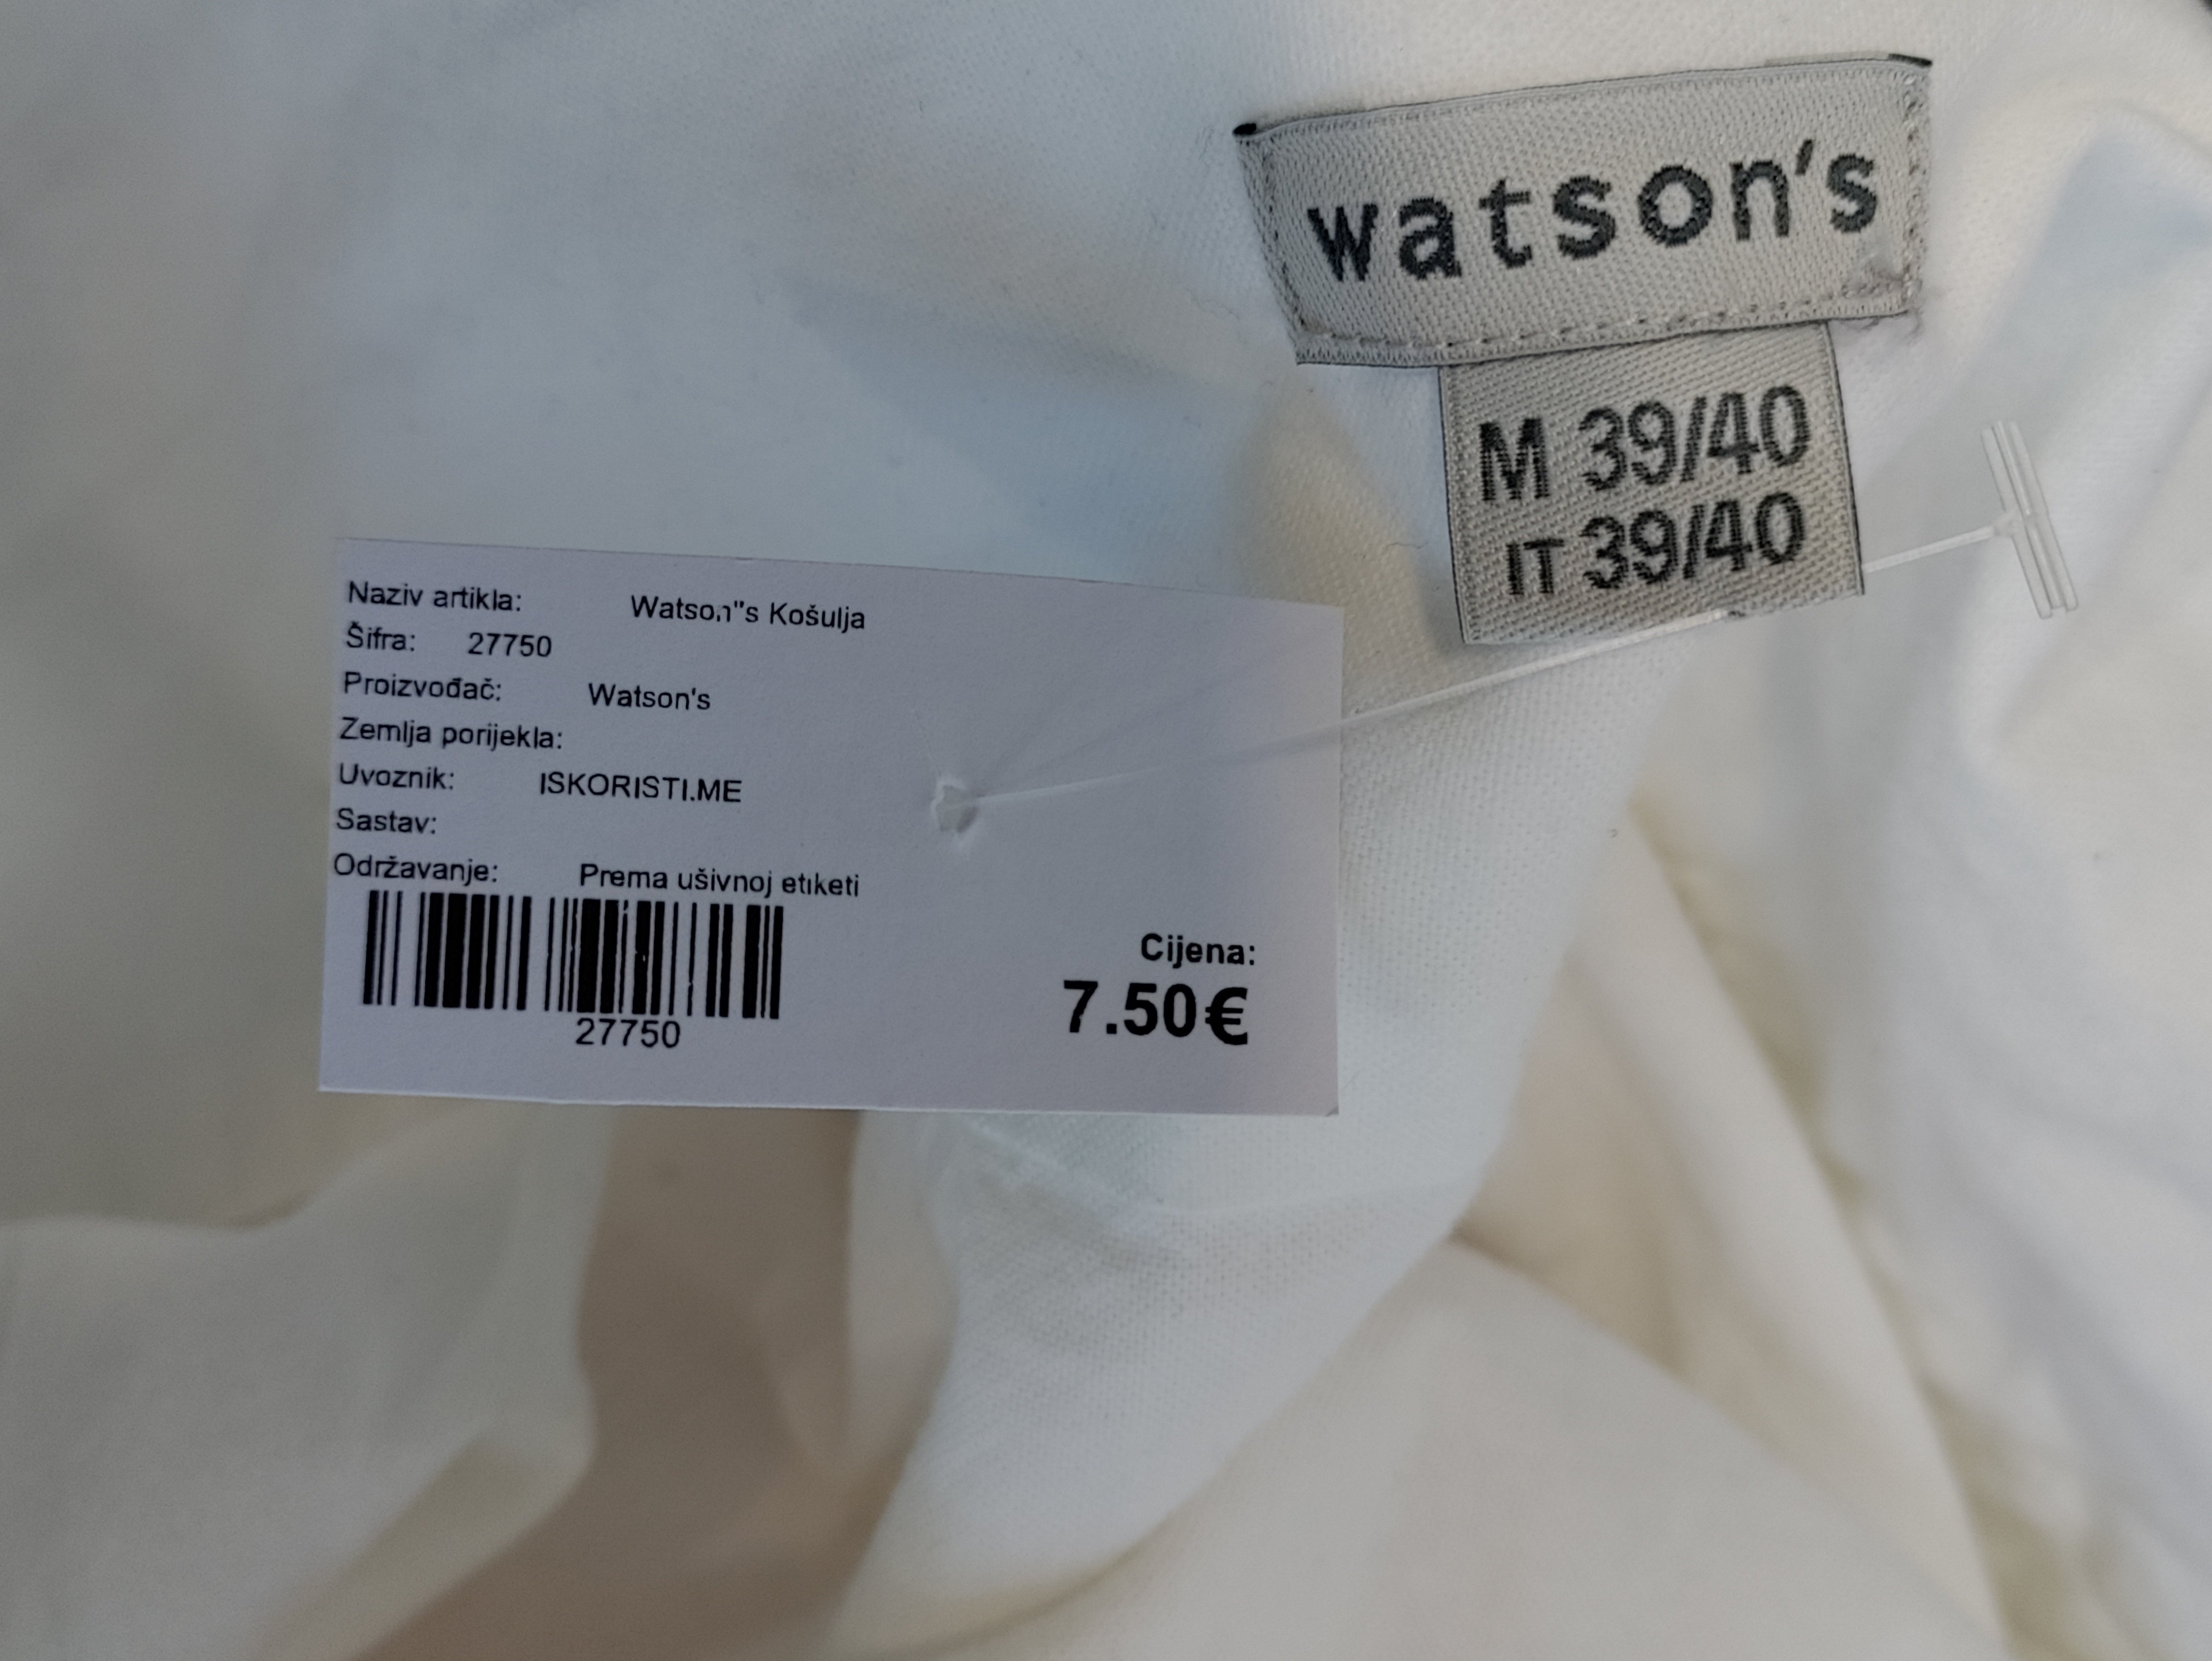 watson's
M 39/40
IT 39/40
Naziv artikla: Watson"s Košulja
Šifra: 27750
Proizvođač: Watson's
Zemlja porijekla:
Uvoznik: ISKORISTI.ME
Sastav:
Održavanje: Prema ušivnoj etiketi
27750
Cijena:
7.50€